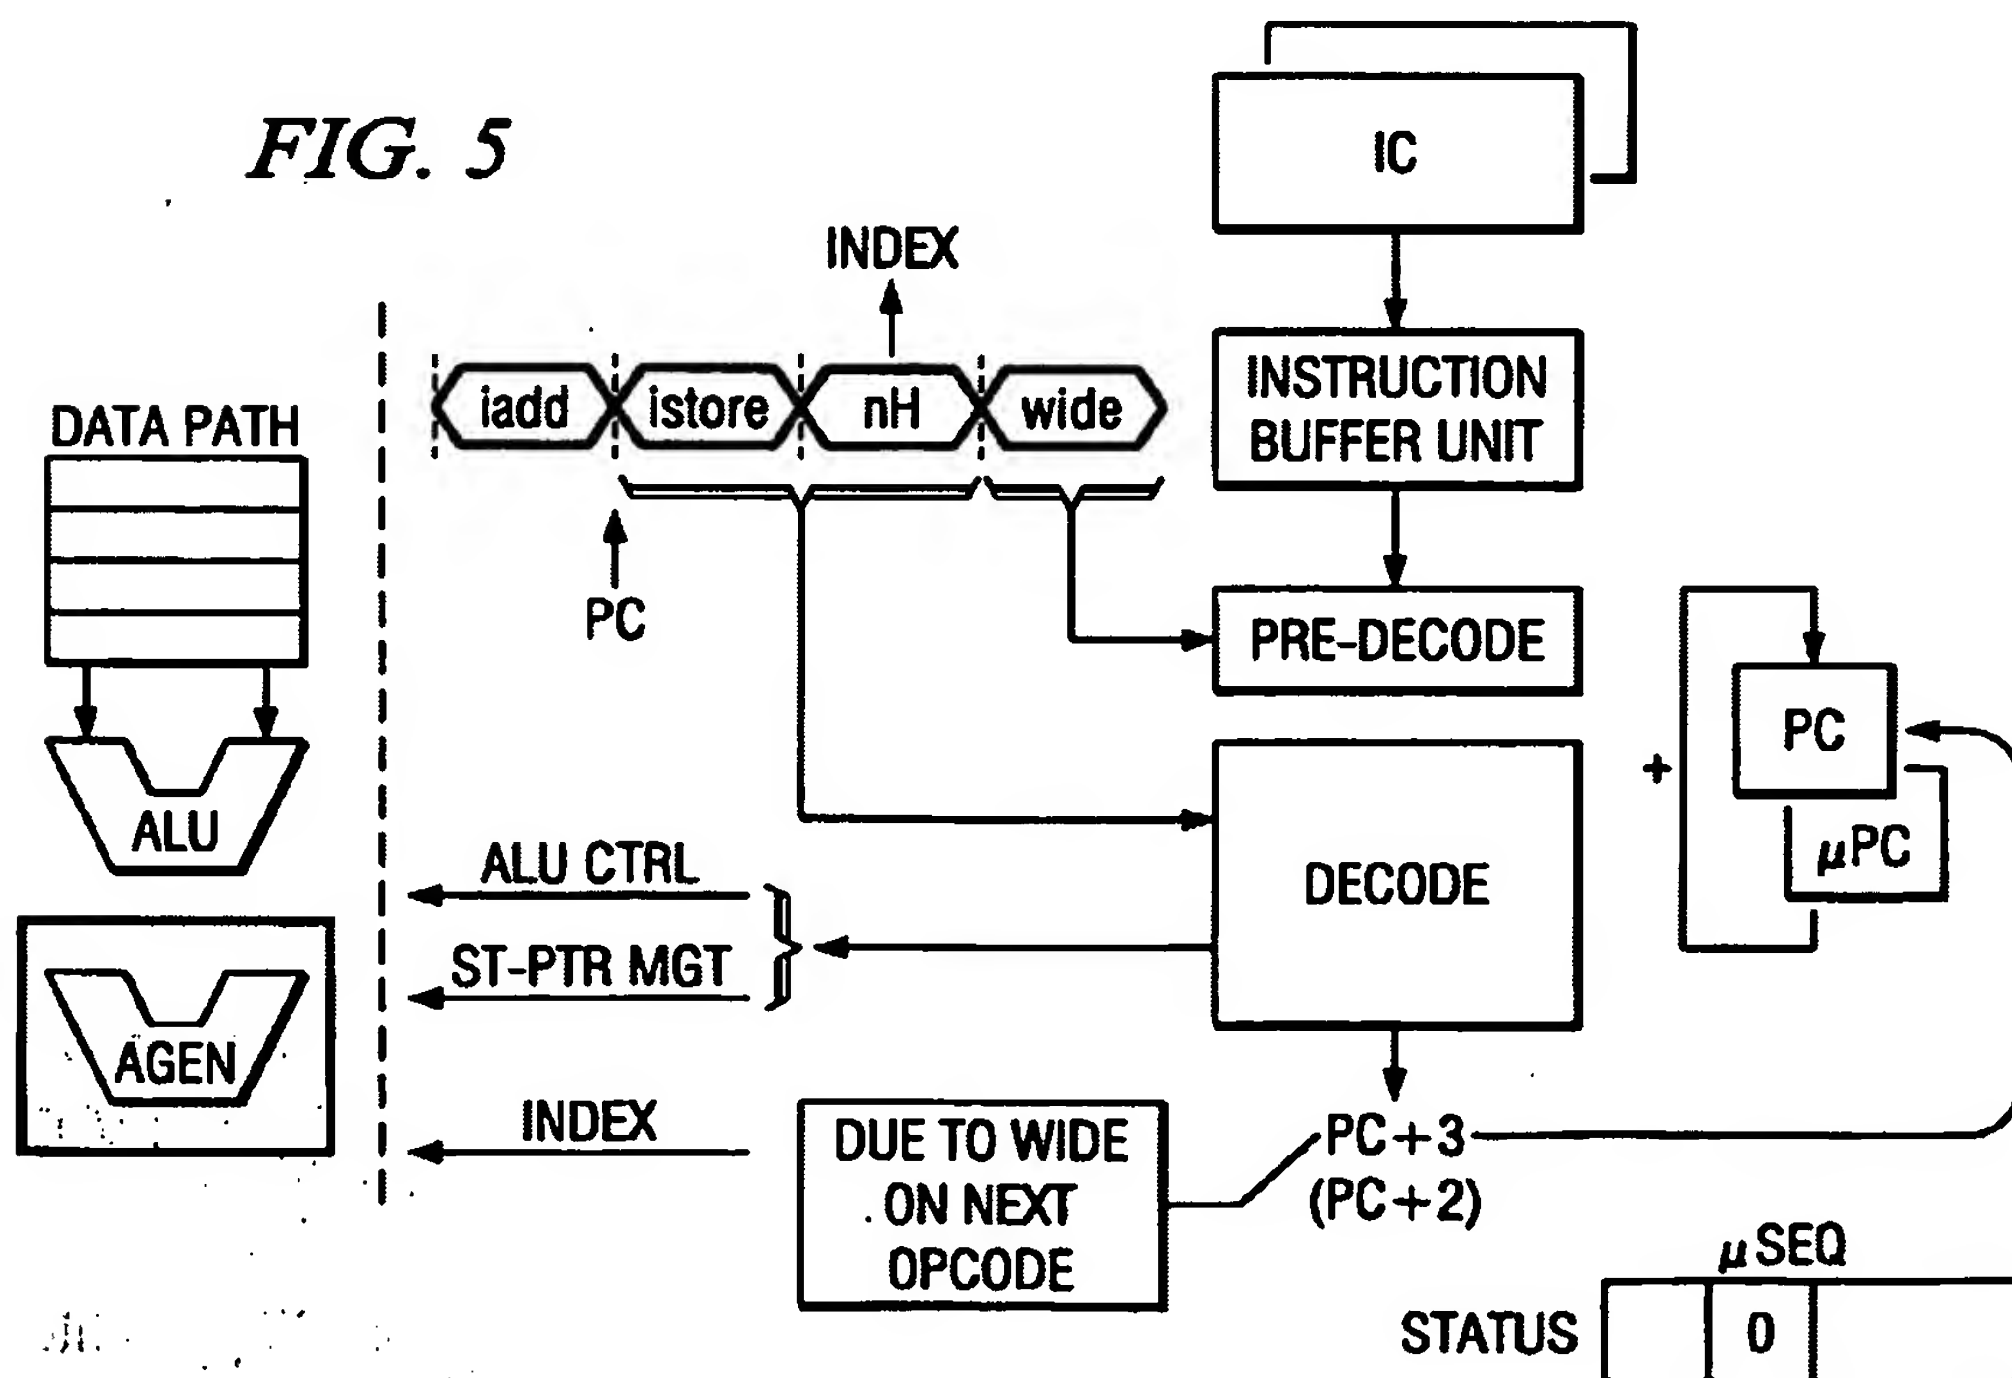 FIG. 5
IC
INDEX
iadd istore nH wide
INSTRUCTION
BUFFER UNIT
DATA PATH
PC
PRE-DECODE
PC
ALU
μPC
ALU CTRL
DECODE
ST-PTR MGT
AGEN
INDEX
DUE TO WIDE
ON NEXT
OPCODE
PC+3
(PC+2)
+
μSEQ
STATUS
0